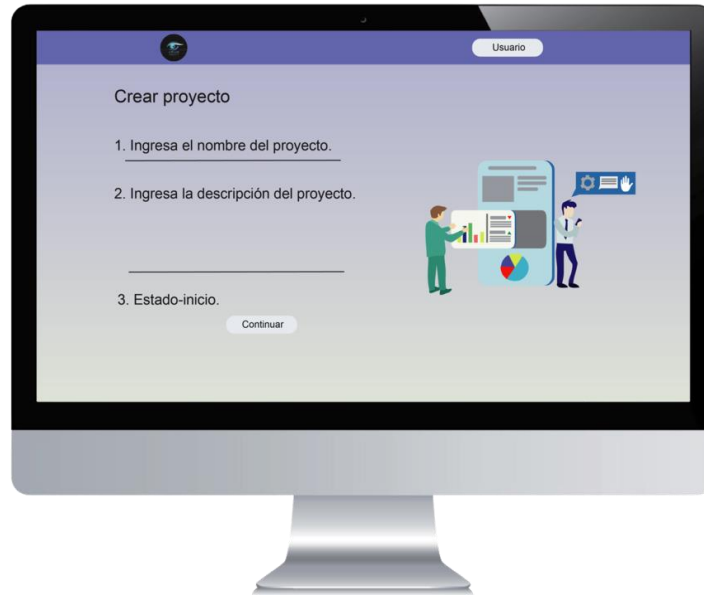 Usuario
Crear proyecto
1. Ingresa el nombre del proyecto.
2. Ingresa la descripción del proyecto.
3. Estado-inicio.
Continuar